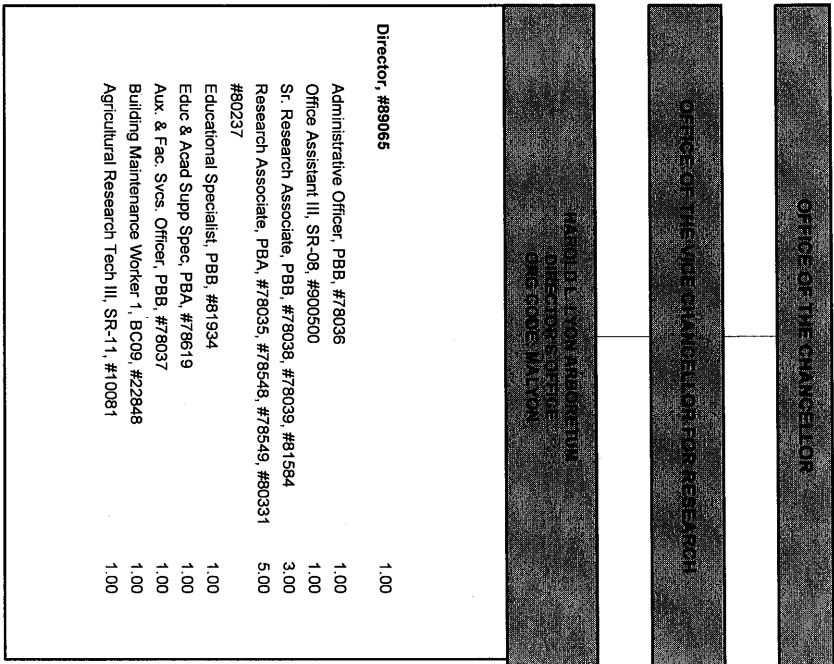 OFFICE OF THE CHANCELLOR
OFFICE OF THE VICE CHANCELLOR FOR RESEARCH
HAROLD L. LYON ARBORETUM
DIRECTOR'S OFFICE
ORG CODE: MALYON
Director, #89065 1.00
Administrative Officer, PBB, #78036 1.00
Office Assistant III, SR-08, #900500 1.00
Sr. Research Associate, PBB, #78038, #78039, #81584 3.00
Research Associate, PBA, #78035, #78548, #78549, #80331 5.00
#80237
Educational Specialist, PBB, #81934 1.00
Educ & Acad Supp Spec, PBA, #78619 1.00
Aux. & Fac. Svcs. Officer, PBB, #78037 1.00
Building Maintenance Worker 1, BC09, #22848 1.00
Agricultural Research Tech III, SR-11, #10081 1.00